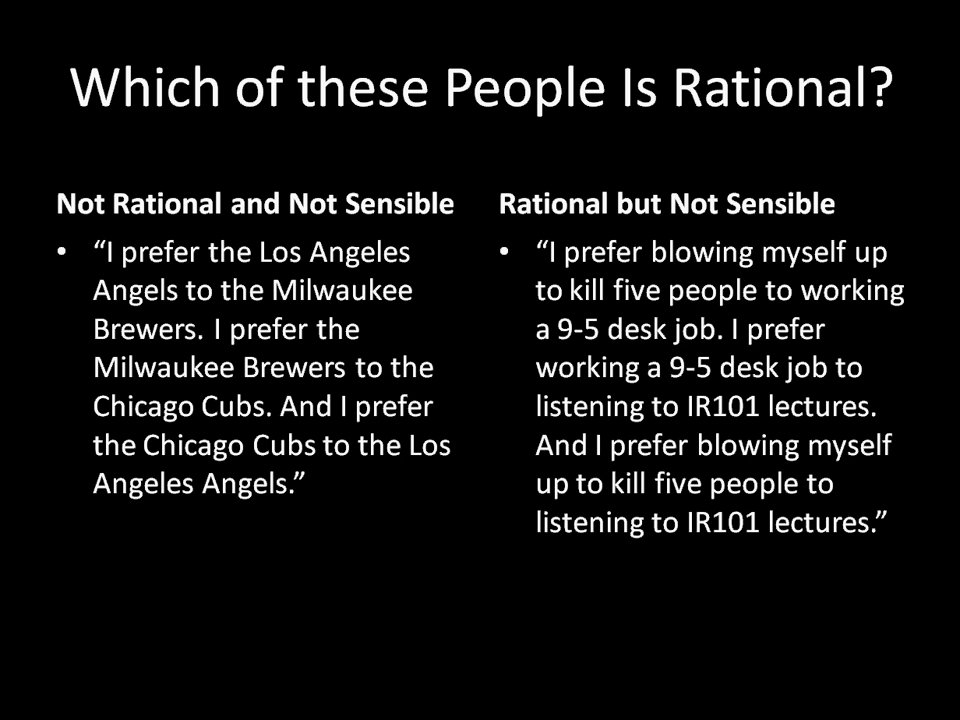 Which of these People Is Rational?
Not Rational and Not Sensible
• “I prefer the Los Angeles
Angels to the Milwaukee
Brewers. I prefer the
Milwaukee Brewers to the
Chicago Cubs. And I prefer
the Chicago Cubs to the Los
Angeles Angels.”
Rational but Not Sensible
• “I prefer blowing myself up
to kill five people to working
a 9-5 desk job. I prefer
working a 9-5 desk job to
listening to IR101 lectures.
And I prefer blowing myself
up to kill five people to
listening to IR101 lectures.”